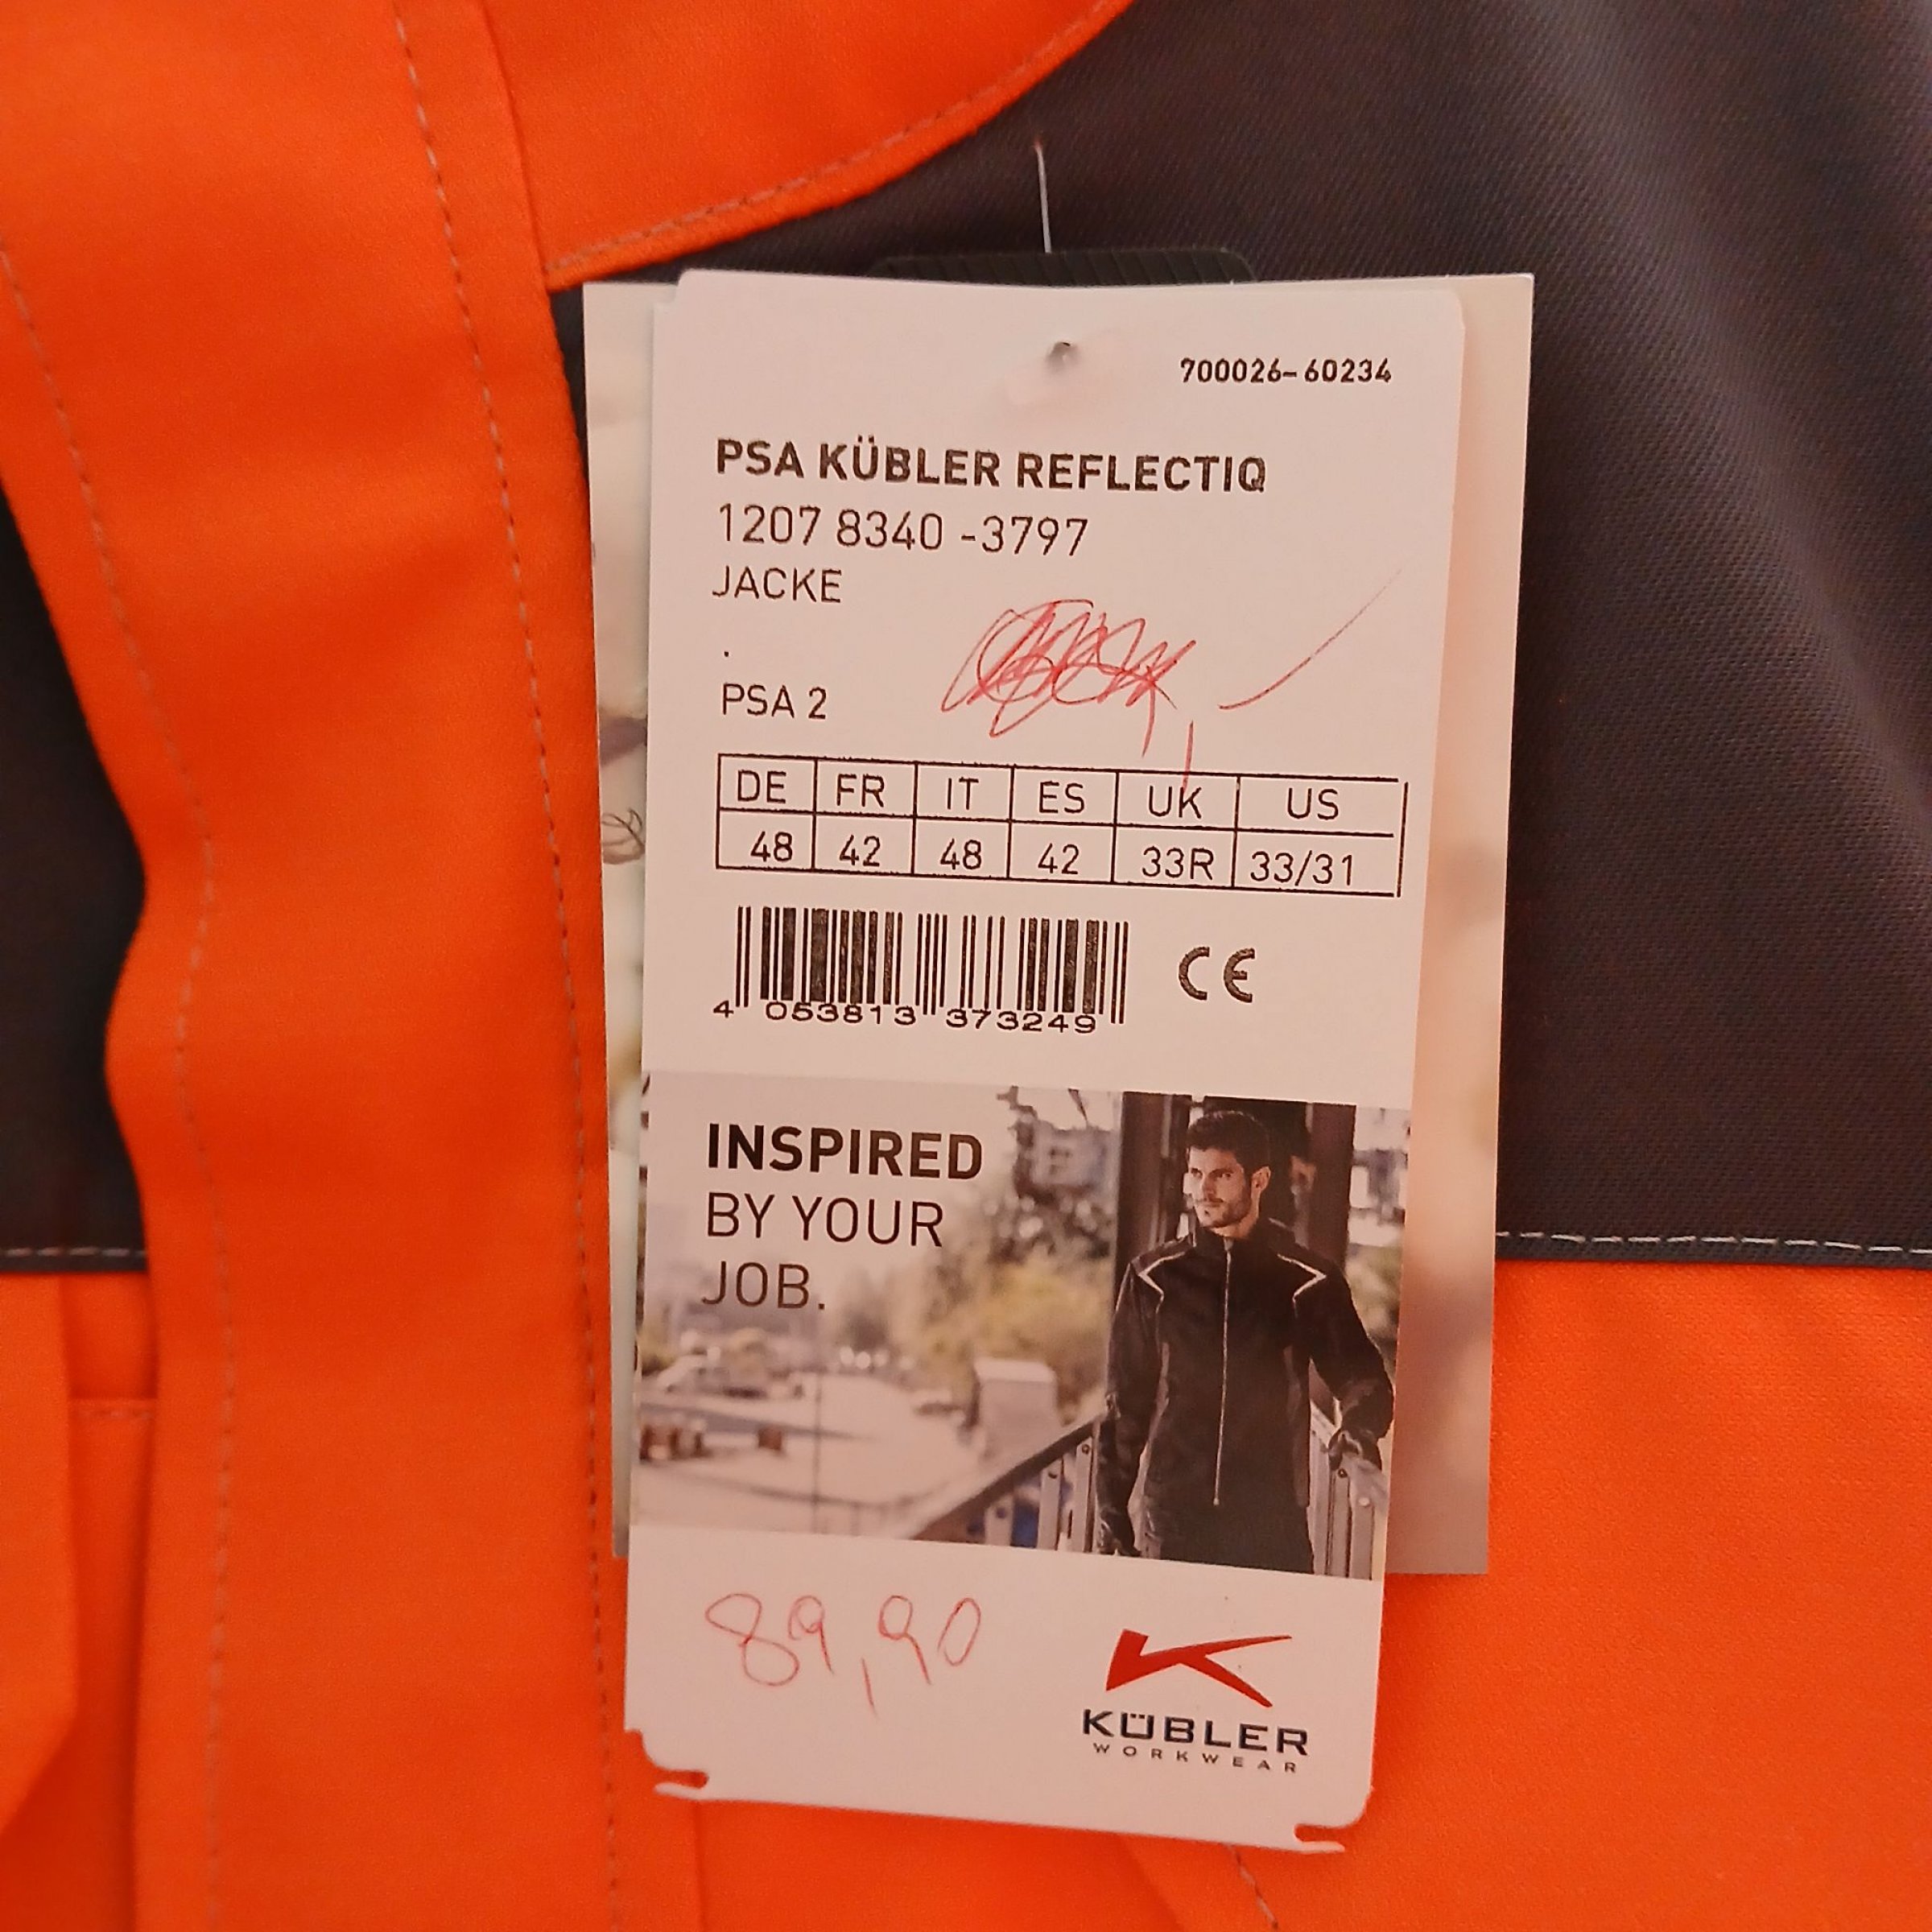 700026-60234
PSA KÜBLER REFLECTIQ
1207 8340 -3797
JACKE
.
PSA 2
DE FR IT ES UK US
48 42 48 42 33R 33/31
4 053813 373249 CE
INSPIRED
BY YOUR
JOB.
89,90
KÜBLER
WORKWEAR